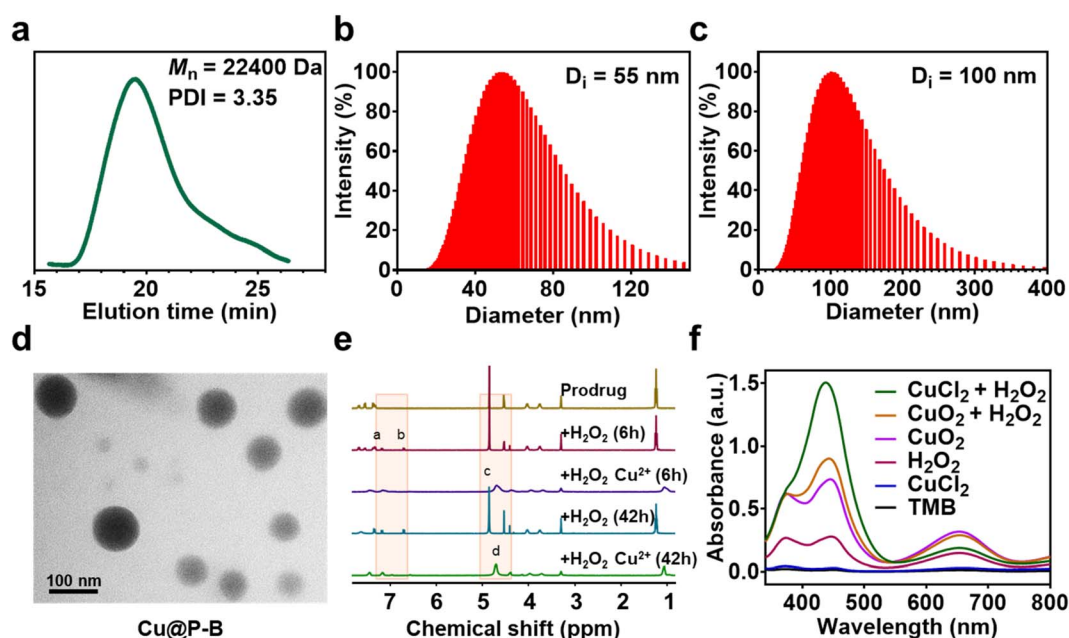 a
Mn = 22400 Da
PDI = 3.35
15 20 25
Elution time (min)
b
Di = 55 nm
Intensity (%)
100
80
60
40
20
0
0 40 80 120
Diameter (nm)
c
Di = 100 nm
Intensity (%)
100
80
60
40
20
0
0 100 200 300 400
Diameter (nm)
d
100 nm
Cu@P-B
e
Prodrug
a b
+H2O2 (6h)
c
+H2O2 Cu2+ (6h)
+H2O2 (42h)
d
+H2O2 Cu2+ (42h)
7 6 5 4 3 2 1
Chemical shift (ppm)
f
Absorbance (a.u.)
1.5
1.0
0.5
0.0
CuCl2 + H2O2
CuO2 + H2O2
CuO2
H2O2
CuCl2
TMB
400 500 600 700 800
Wavelength (nm)